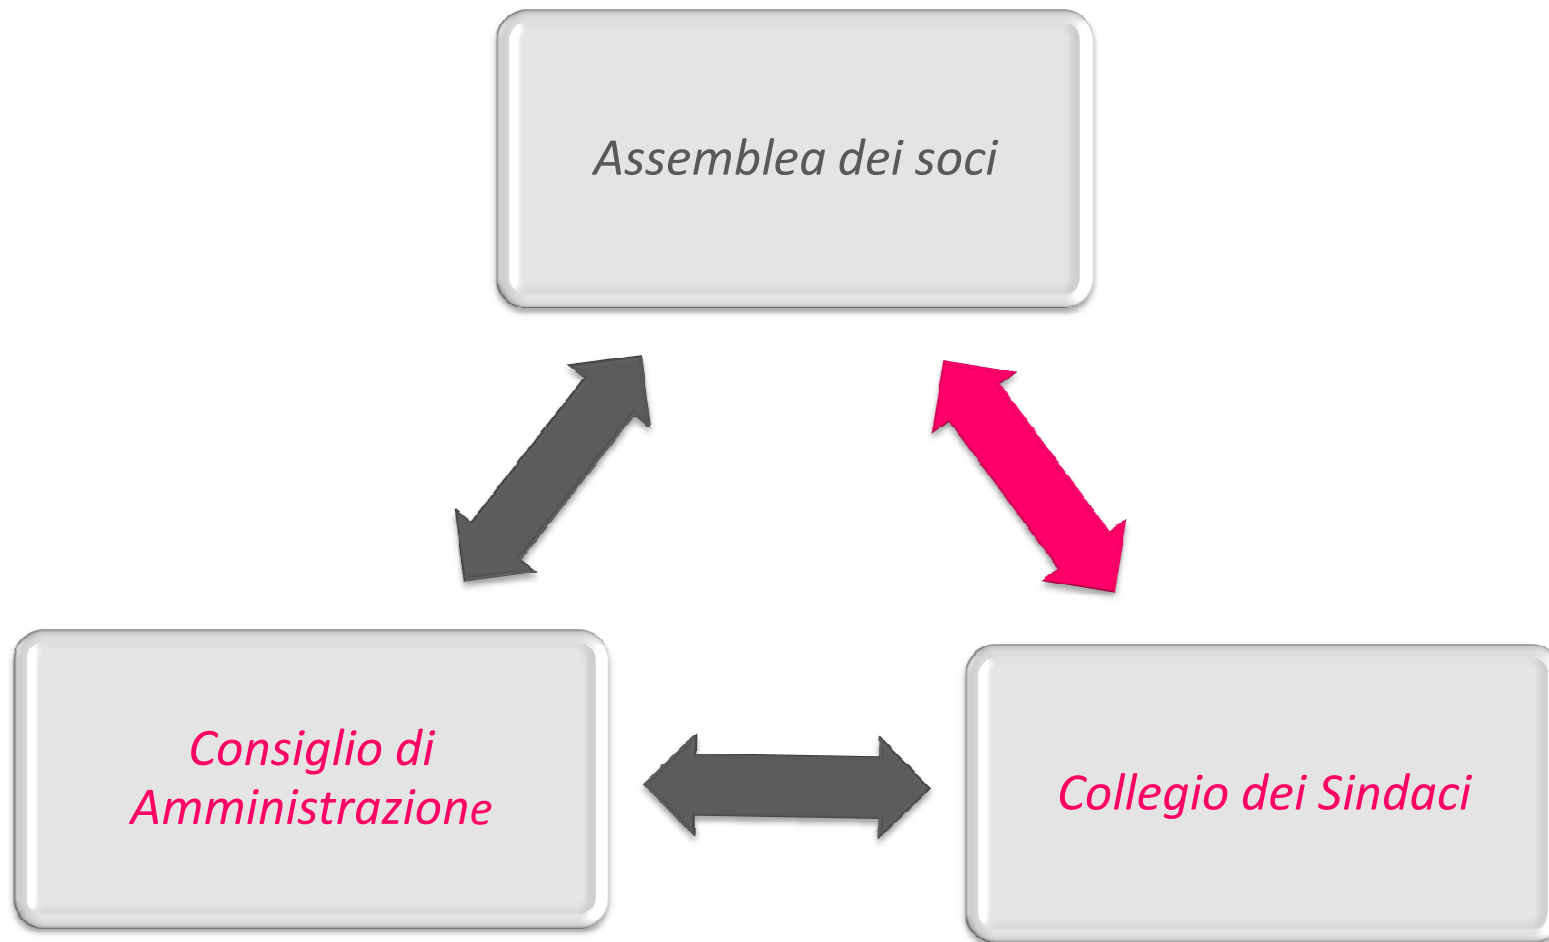 Assemblea dei soci
Consiglio di
Amministrazione
Collegio dei Sindaci